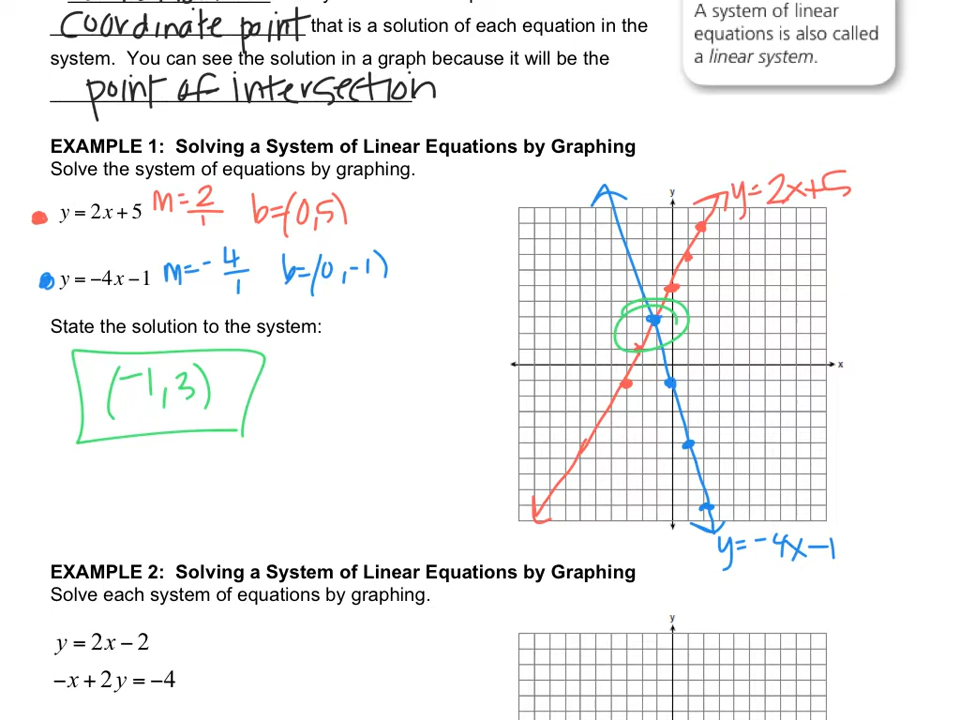 coordinate point that is a solution of each equation in the
system. You can see the solution in a graph because it will be the
point of intersection
A system of linear
equations is also called
a linear system.
EXAMPLE 1: Solving a System of Linear Equations by Graphing
Solve the system of equations by graphing.
y = 2x + 5 m = 2/1 b=(0,5)
y = −4x − 1 m = -4/1 b=(0,-1)
State the solution to the system:
(-1,3)
y
y=2x+5
x
y=-4x-1
EXAMPLE 2: Solving a System of Linear Equations by Graphing
Solve each system of equations by graphing.
y = 2x − 2
−x + 2y = −4
y